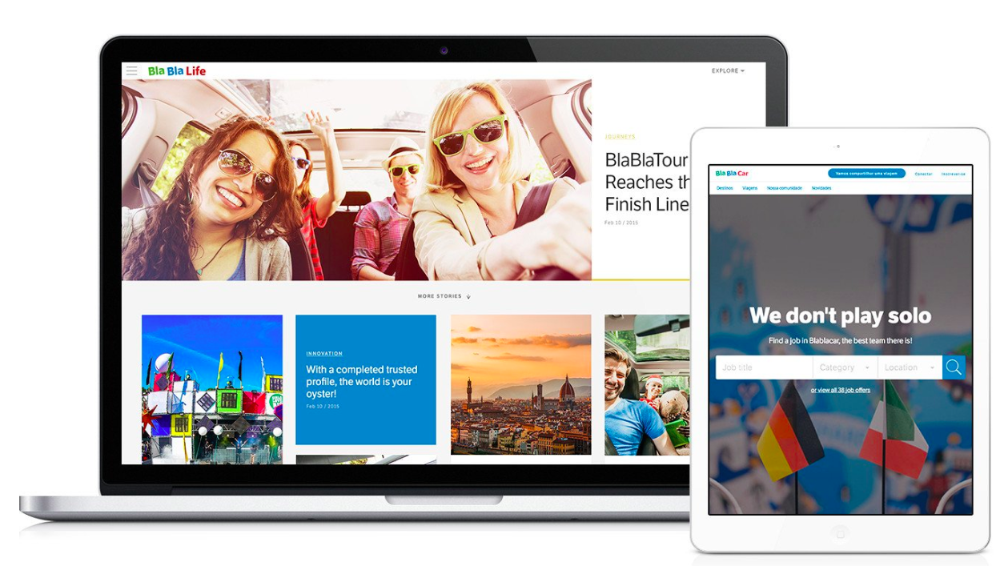 Bla Bla Life
EXPLORE
JOURNEYS
BlaBlaTour
Reaches th
Finish Line
Feb 10 / 2015
MORE STORIES
INNOVATION
With a completed trusted
profile, the world is your
oyster!
Feb 10 / 2015
Bla Bla Car
Vamos compartilhar uma viagem
Conectar
Inscrever-se
Destinos
Viagens
Nossa comunidade
Novidades
We don't play solo
Find a job in Blablacar, the best team there is!
Job title
Category
Location
or view all 38 job offers